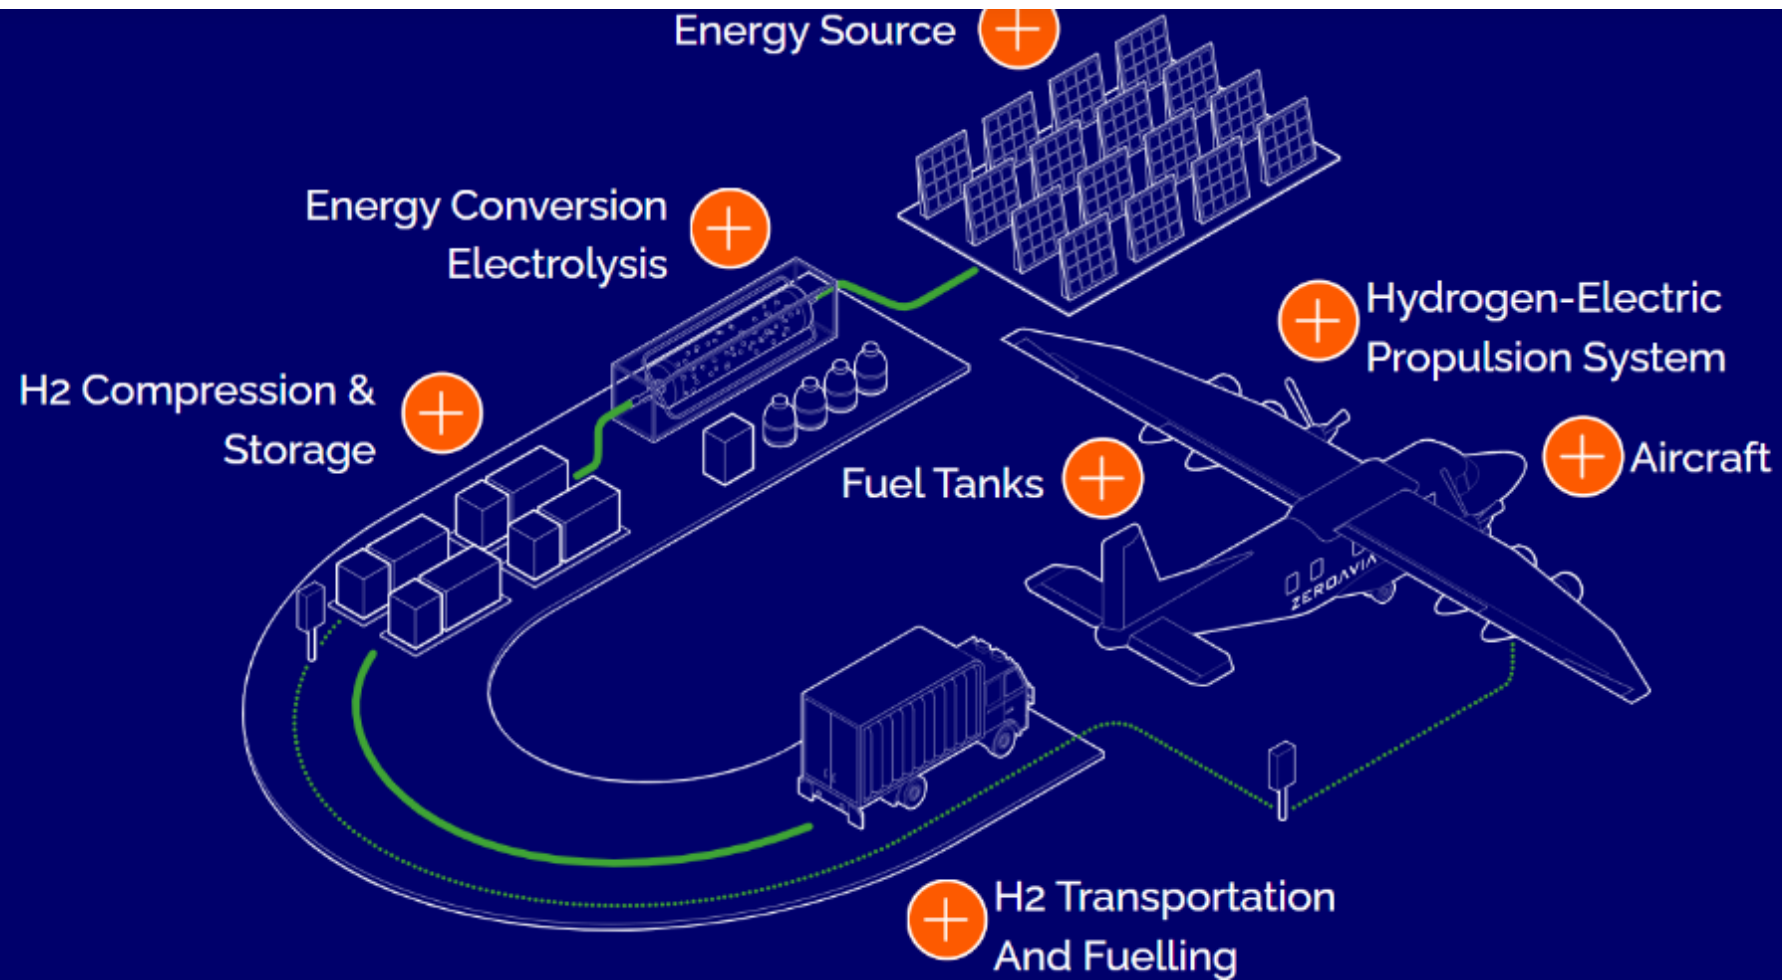 Energy Source
Energy Conversion
Electrolysis
Hydrogen-Electric
Propulsion System
H2 Compression &
Storage
Aircraft
Fuel Tanks
ZEROAVIA
H2 Transportation
And Fuelling